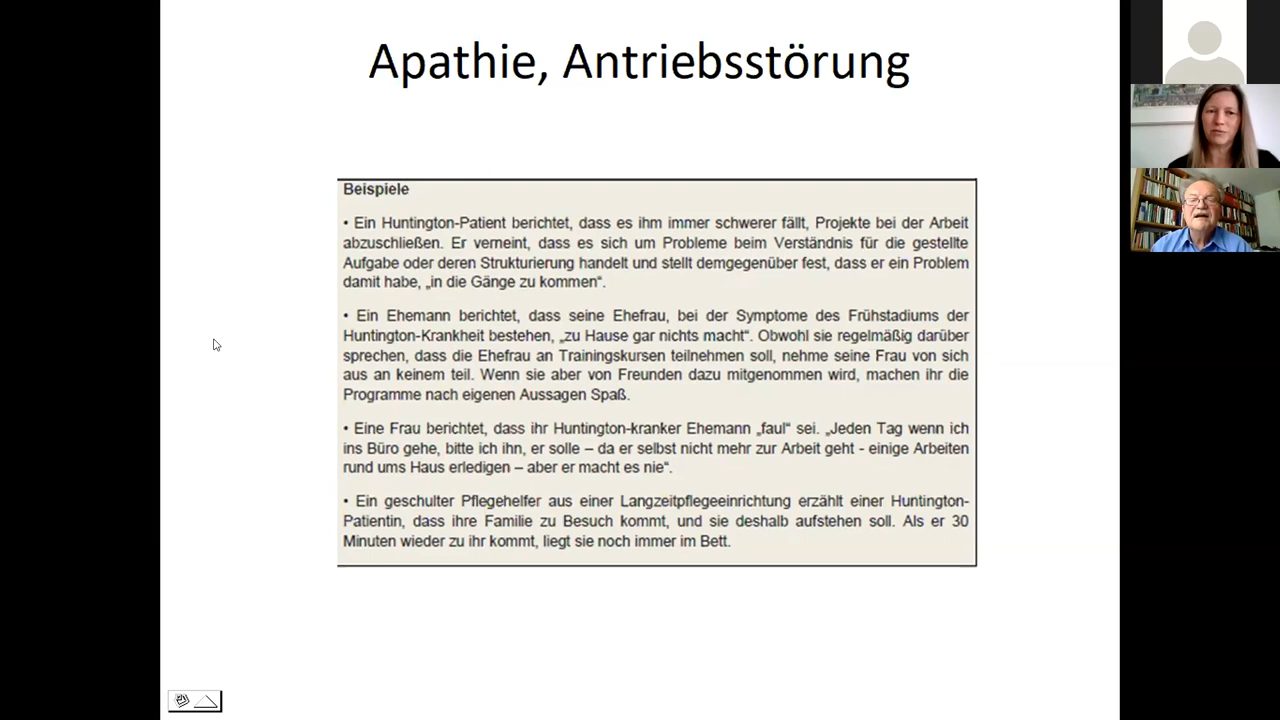 Apathie, Antriebsstörung
Beispiele
• Ein Huntington-Patient berichtet, dass es ihm immer schwerer fällt, Projekte bei der Arbeit
abzuschließen. Er verneint, dass es sich um Probleme beim Verständnis für die gestellte
Aufgabe oder deren Strukturierung handelt und stellt demgegenüber fest, dass er ein Problem
damit habe, „in die Gänge zu kommen“.
• Ein Ehemann berichtet, dass seine Ehefrau, bei der Symptome des Frühstadiums der
Huntington-Krankheit bestehen, „zu Hause gar nichts macht“. Obwohl sie regelmäßig darüber
sprechen, dass die Ehefrau an Trainingskursen teilnehmen soll, nehme seine Frau von sich
aus an keinem teil. Wenn sie aber von Freunden dazu mitgenommen wird, machen ihr die
Programme nach eigenen Aussagen Spaß.
• Eine Frau berichtet, dass ihr Huntington-kranker Ehemann „faul“ sei. „Jeden Tag wenn ich
ins Büro gehe, bitte ich ihn, er solle – da er selbst nicht mehr zur Arbeit geht - einige Arbeiten
rund ums Haus erledigen – aber er macht es nie“.
• Ein geschulter Pflegehelfer aus einer Langzeitpflegeeinrichtung erzählt einer Huntington-
Patientin, dass ihre Familie zu Besuch kommt, und sie deshalb aufstehen soll. Als er 30
Minuten wieder zu ihr kommt, liegt sie noch immer im Bett.